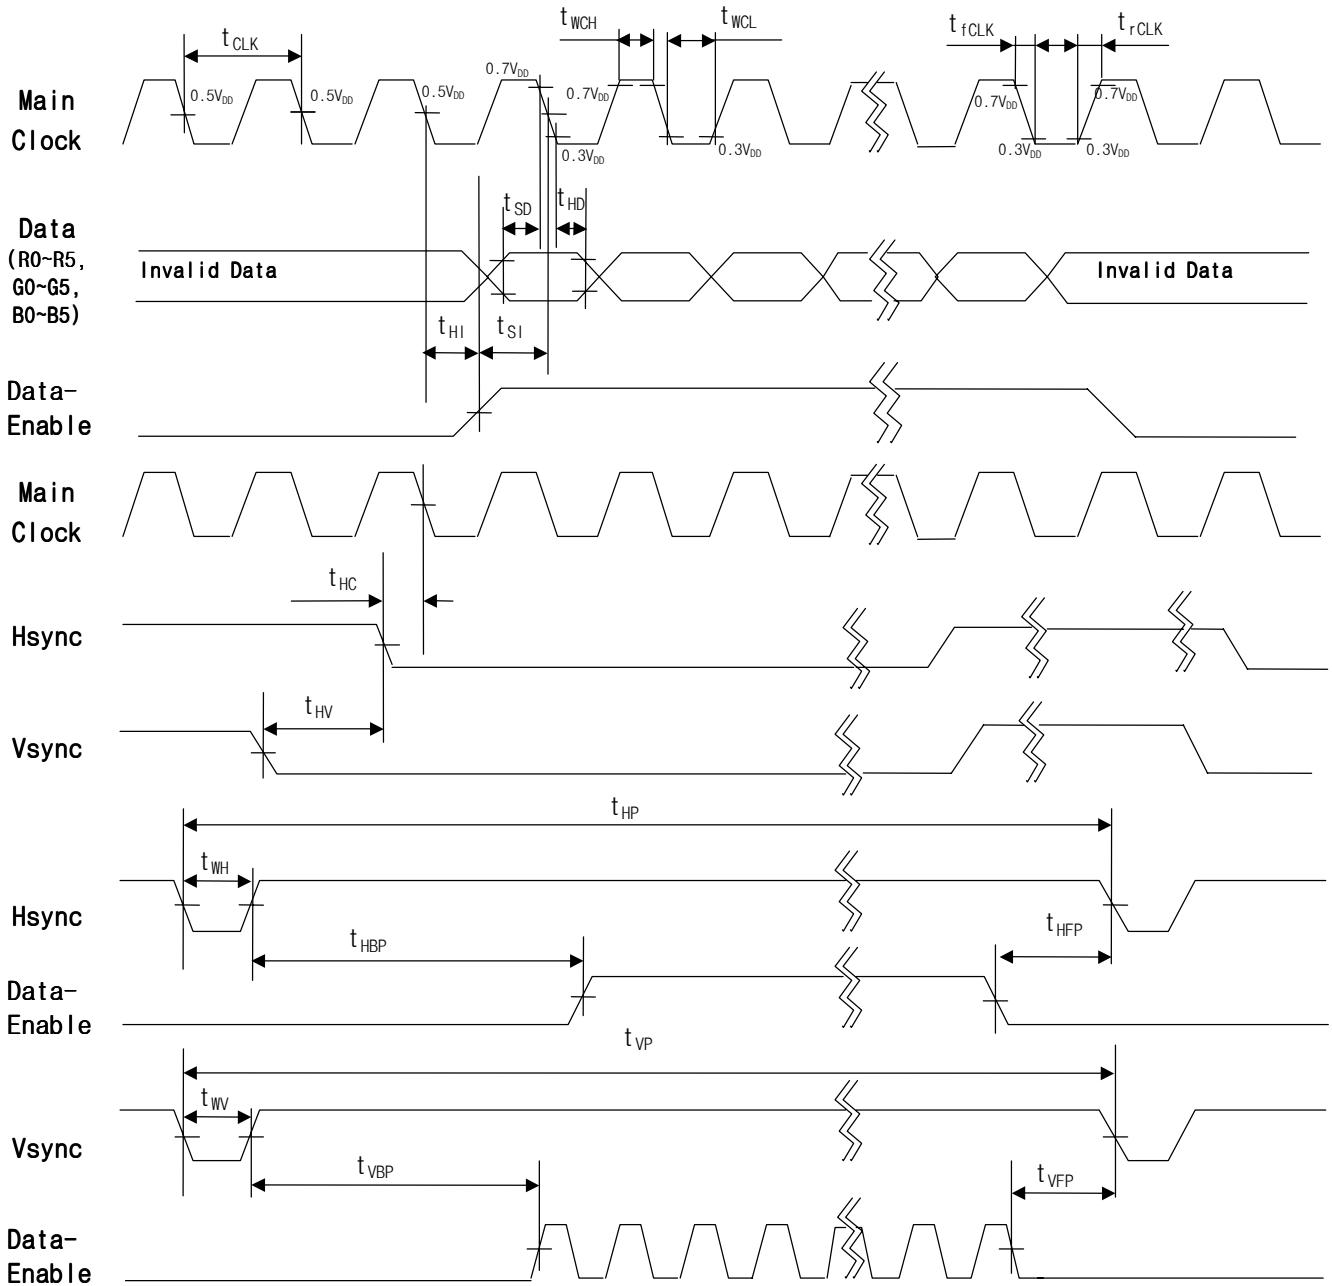 tCLK
tWCH
tWCL
tfCLK
trCLK
Main
Clock
0.5VDD
0.5VDD
0.5VDD
0.7VDD
0.3VDD
0.7VDD
0.3VDD
0.7VDD
0.3VDD
0.7VDD
0.3VDD
tSD
tHD
Data
(R0~R5,
G0~G5,
B0~B5)
Invalid Data
Invalid Data
tHI
tSI
Data-
Enable
Main
Clock
tHC
Hsync
tHV
Vsync
tHP
tWH
Hsync
tHBP
tHFP
Data-
Enable
tVP
tWV
Vsync
tVBP
tVFP
Data-
Enable